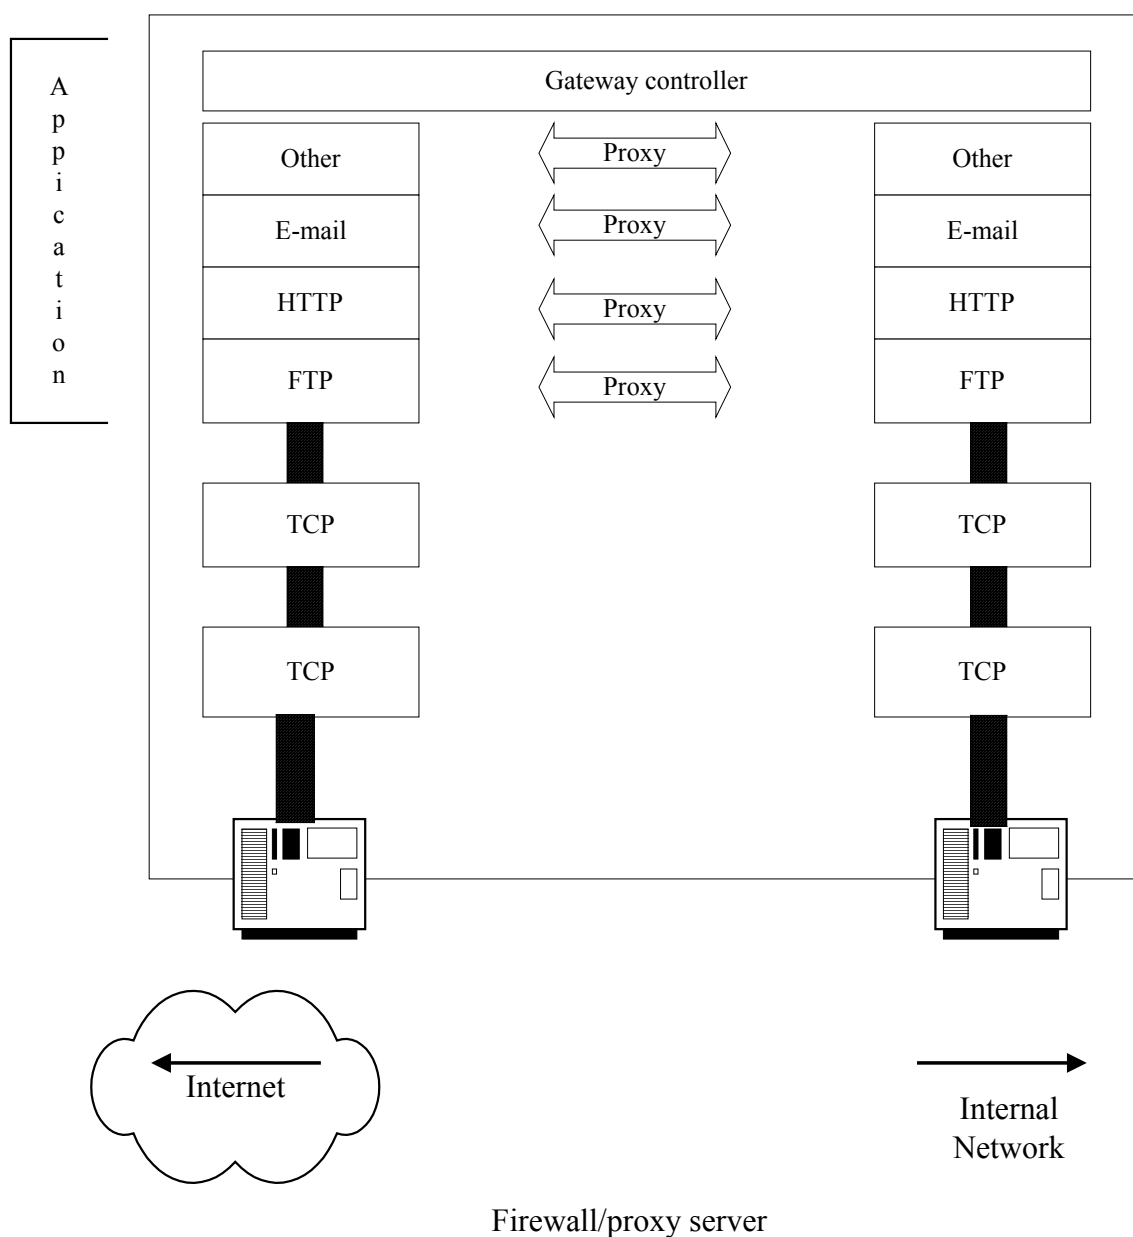 Gateway controller
Appication
Other
Proxy
Other
E-mail
Proxy
E-mail
HTTP
Proxy
HTTP
FTP
Proxy
FTP
TCP
TCP
TCP
TCP
Internet
Internal
Network
Firewall/proxy server